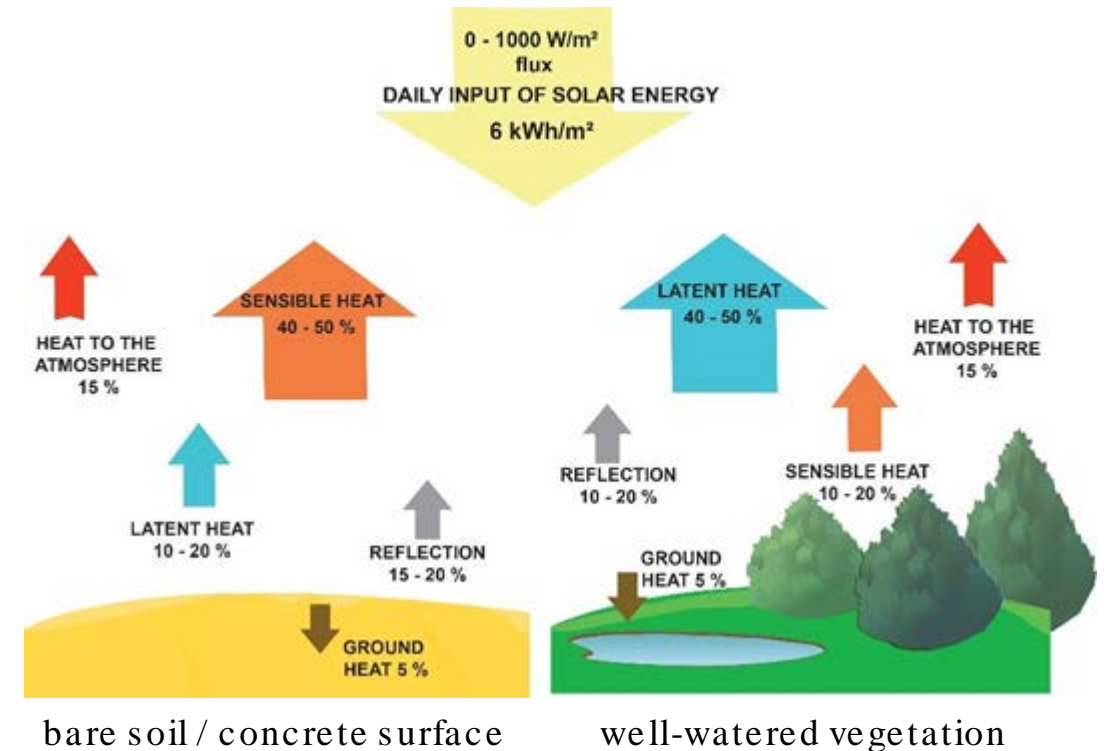 0 - 1000 W/m²
flux
DAILY INPUT OF SOLAR ENERGY
6 kWh/m²
HEAT TO THE
ATMOSPHERE
15 %
SENSIBLE HEAT
40 - 50 %
LATENT HEAT
10 - 20 %
REFLECTION
15 - 20 %
GROUND
HEAT 5 %
LATENT HEAT
40 - 50 %
HEAT TO THE
ATMOSPHERE
15 %
REFLECTION
10 - 20 %
SENSIBLE HEAT
10 - 20 %
GROUND
HEAT 5 %
bare soil / concrete surface
well-watered vegetation